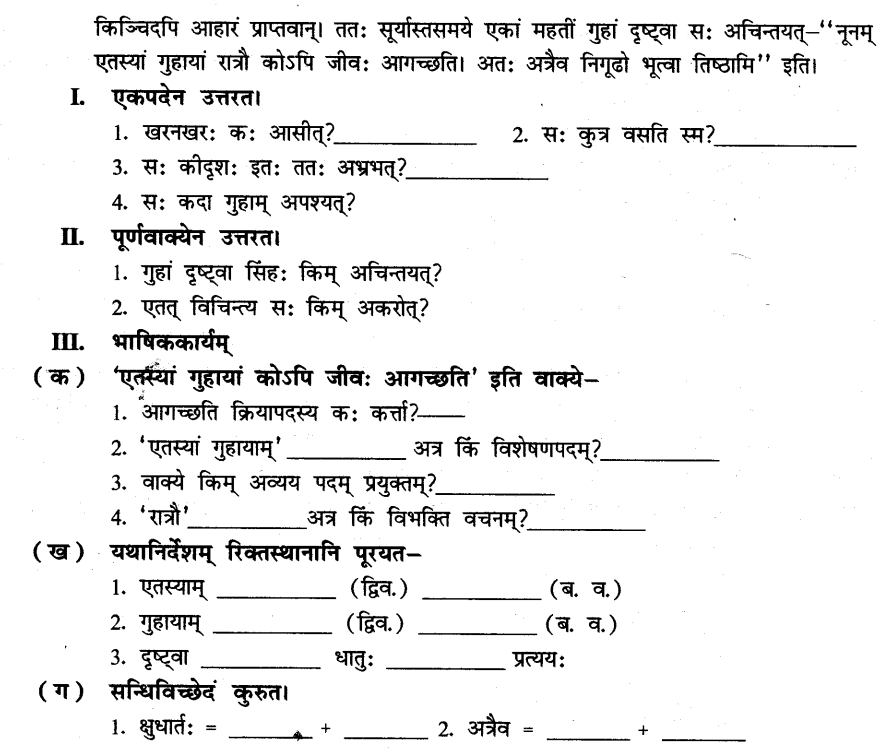 किञ्चिदपि आहारं प्राप्तवान्। ततः सूर्यास्तसमये एकां महतीं गुहां दृष्ट्वा सः अचिन्तयत्–‘‘नूनम्
एतस्यां गुहायां रात्रौ कोऽपि जीवः आगच्छति। अतः अत्रैव निगूढो भूत्वा तिष्ठामि’’ इति।
I. एकपदेन उत्तरत।
1. खरनखरः कः आसीत्?__________ 2. सः कुत्र वसति स्म?__________
3. सः कीदृशः इतः ततः अभ्रभत्?__________
4. सः कदा गुहाम् अपश्यत्?
II. पूर्णवाक्येन उत्तरत।
1. गुहां दृष्ट्वा सिंहः किम् अचिन्तयत्?
2. एतत् विचिन्त्य सः किम् अकरोत्?
III. भाषिककार्यम्
(क) ‘एतस्यां गुहायां कोऽपि जीवः आगच्छति’ इति वाक्ये–
1. आगच्छति क्रियापदस्य कः कर्त्ता?——
2. ‘एतस्यां गुहायाम्’ __________ अत्र किं विशेषणपदम्?__________
3. वाक्ये किम् अव्यय पदम् प्रयुक्तम्?__________
4. ‘रात्रौ’__________अत्र किं विभक्ति वचनम्?__________
(ख) यथानिर्देशम् रिक्तस्थानानि पूरयत–
1. एतस्याम् __________ (द्विव.) __________ (ब. व.)
2. गुहायाम् __________ (द्विव.) __________ (ब. व.)
3. दृष्ट्वा __________ धातुः __________ प्रत्ययः
(ग) सन्धिविच्छेदं कुरुत।
1. क्षुधार्तः = _______ + _______ 2. अत्रैव = _______ + _______